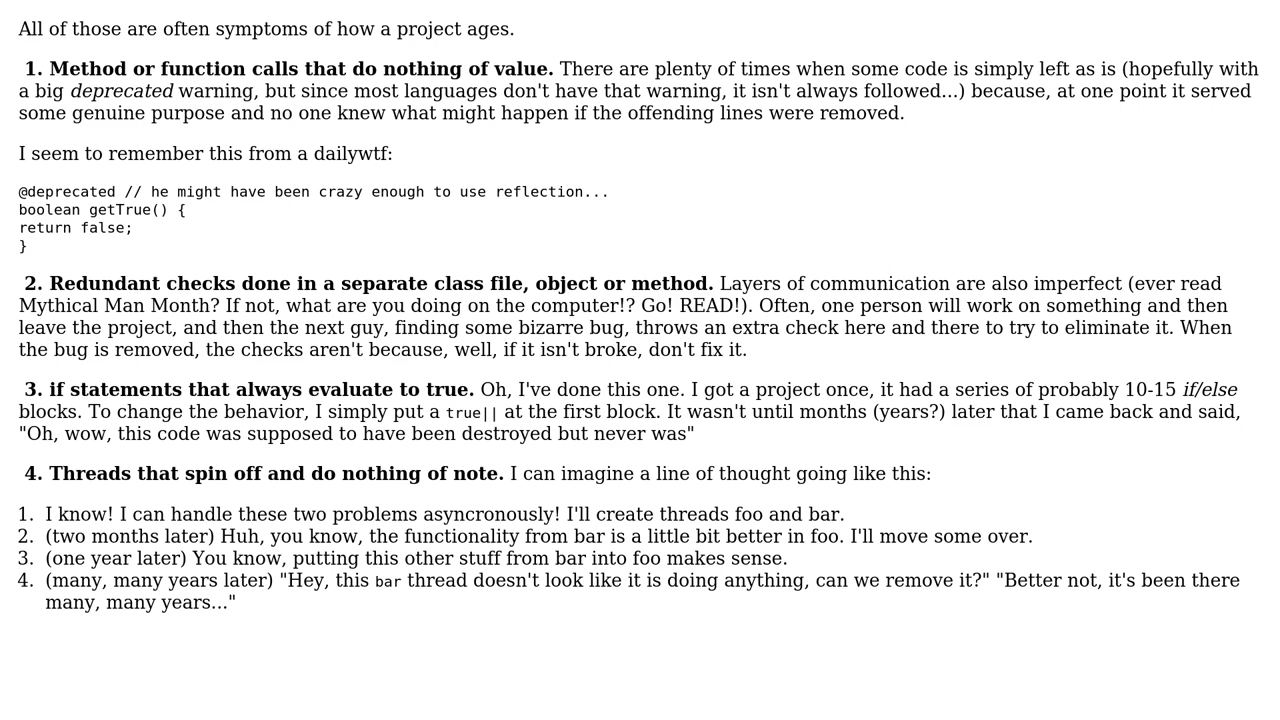 All of those are often symptoms of how a project ages.
1. Method or function calls that do nothing of value. There are plenty of times when some code is simply left as is (hopefully with
a big deprecated warning, but since most languages don't have that warning, it isn't always followed...) because, at one point it served
some genuine purpose and no one knew what might happen if the offending lines were removed.
I seem to remember this from a dailywtf:
@deprecated // he might have been crazy enough to use reflection...
boolean getTrue() {
return false;
}
2. Redundant checks done in a separate class file, object or method. Layers of communication are also imperfect (ever read
Mythical Man Month? If not, what are you doing on the computer!? Go! READ!). Often, one person will work on something and then
leave the project, and then the next guy, finding some bizarre bug, throws an extra check here and there to try to eliminate it. When
the bug is removed, the checks aren't because, well, if it isn't broke, don't fix it.
3. if statements that always evaluate to true. Oh, I've done this one. I got a project once, it had a series of probably 10-15 if/else
blocks. To change the behavior, I simply put a true|| at the first block. It wasn't until months (years?) later that I came back and said,
"Oh, wow, this code was supposed to have been destroyed but never was"
4. Threads that spin off and do nothing of note. I can imagine a line of thought going like this:
1. I know! I can handle these two problems asyncronously! I'll create threads foo and bar.
2. (two months later) Huh, you know, the functionality from bar is a little bit better in foo. I'll move some over.
3. (one year later) You know, putting this other stuff from bar into foo makes sense.
4. (many, many years later) "Hey, this bar thread doesn't look like it is doing anything, can we remove it?" "Better not, it's been there
many, many years..."